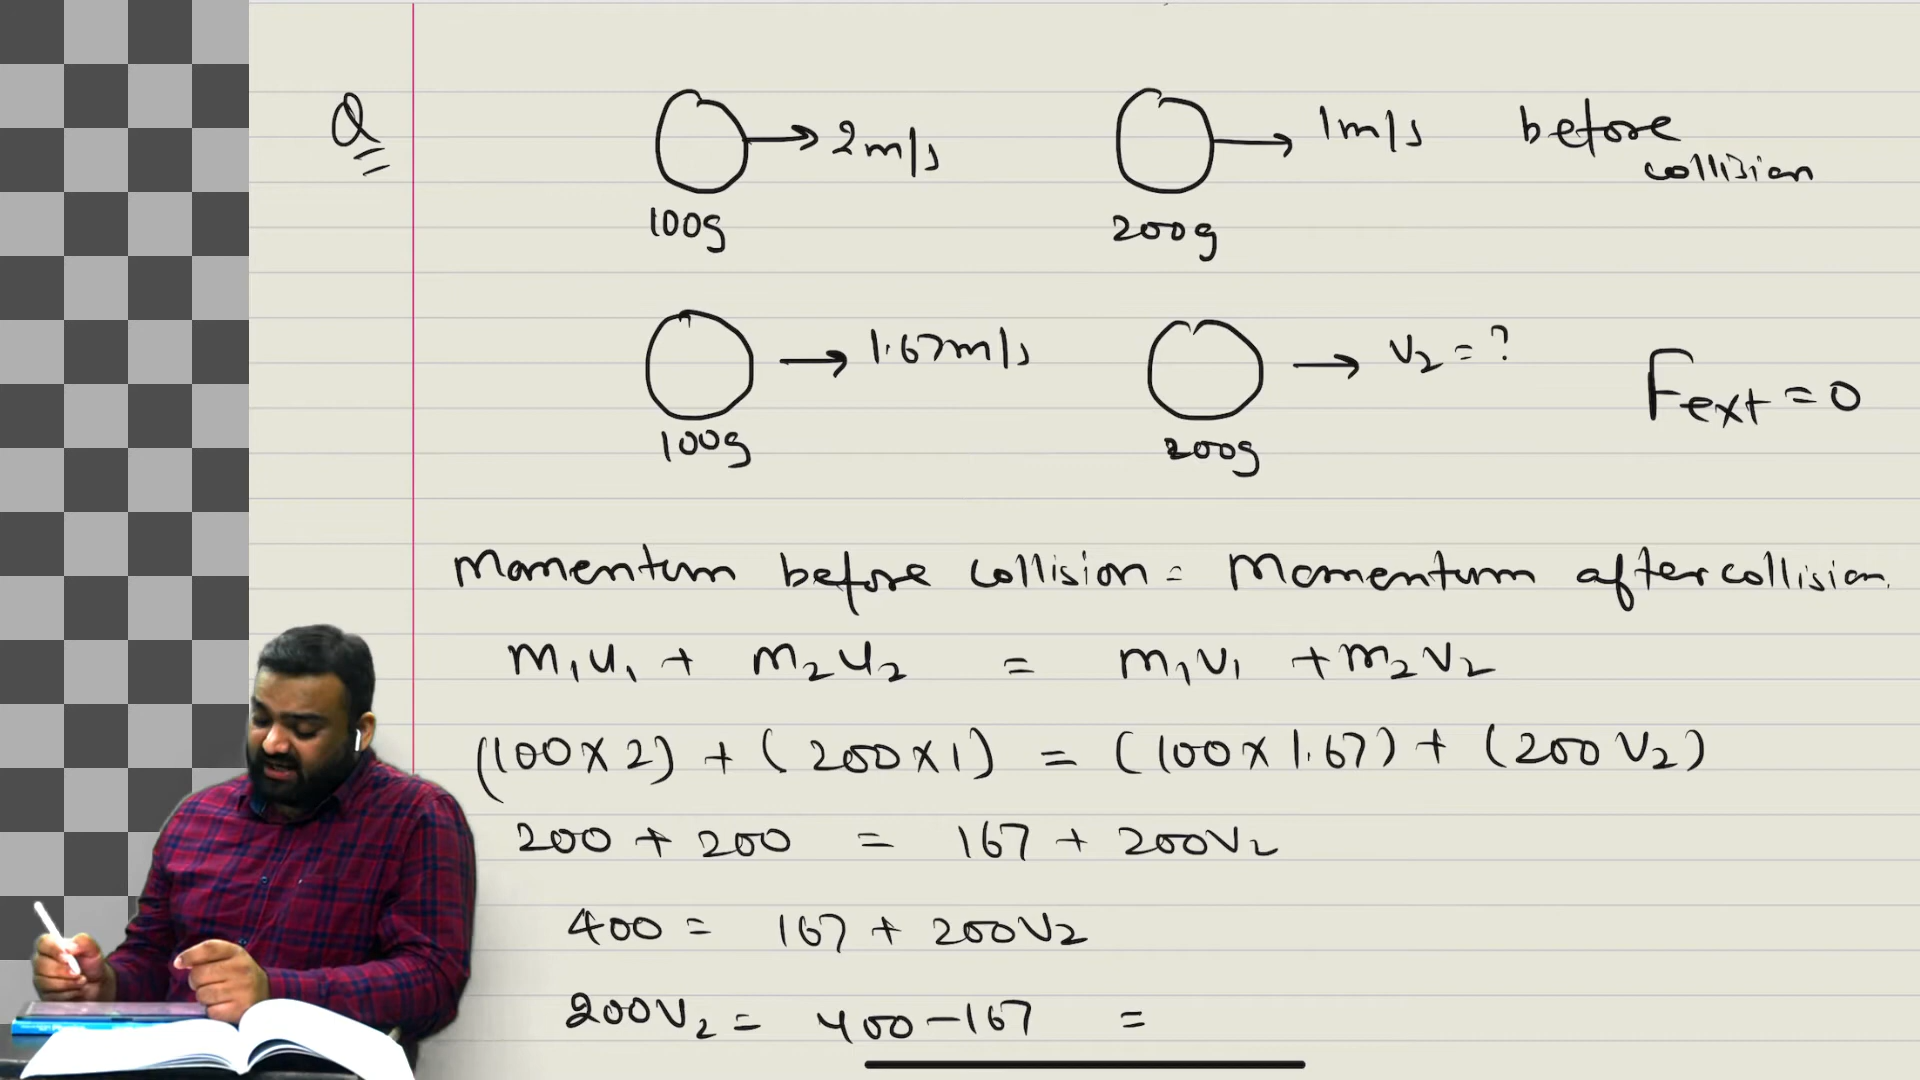 Q
2m/s 1m/s before collision
100g 200g
1.67m/s v₂ = ?
Fext = 0
100g 200g
Momentum before collision = Momentum after collision.
m₁u₁ + m₂u₂ = m₁v₁ + m₂v₂
(100 × 2) + (200 × 1) = (100 × 1.67) + (200 v₂)
200 + 200 = 167 + 200v₂
400 = 167 + 200v₂
200v₂ = 400 - 167 =